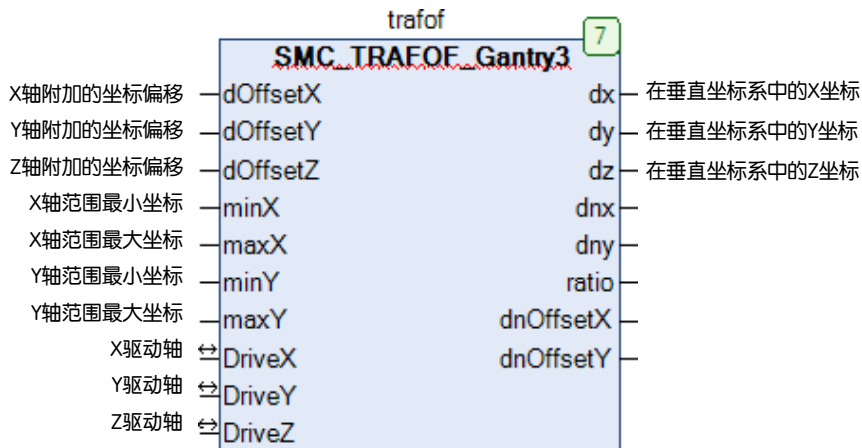 trafof
7
SMC_TRAFOF_Gantry3
X轴附加的坐标偏移 dOffsetX dx 在垂直坐标系中的X坐标
Y轴附加的坐标偏移 dOffsetY dy 在垂直坐标系中的Y坐标
Z轴附加的坐标偏移 dOffsetZ dz 在垂直坐标系中的Z坐标
X轴范围最小坐标 minX dnx
X轴范围最大坐标 maxX dny
Y轴范围最小坐标 minY ratio
Y轴范围最大坐标 maxY dnOffsetX
X驱动轴 DriveX dnOffsetY
Y驱动轴 DriveY
Z驱动轴 DriveZ